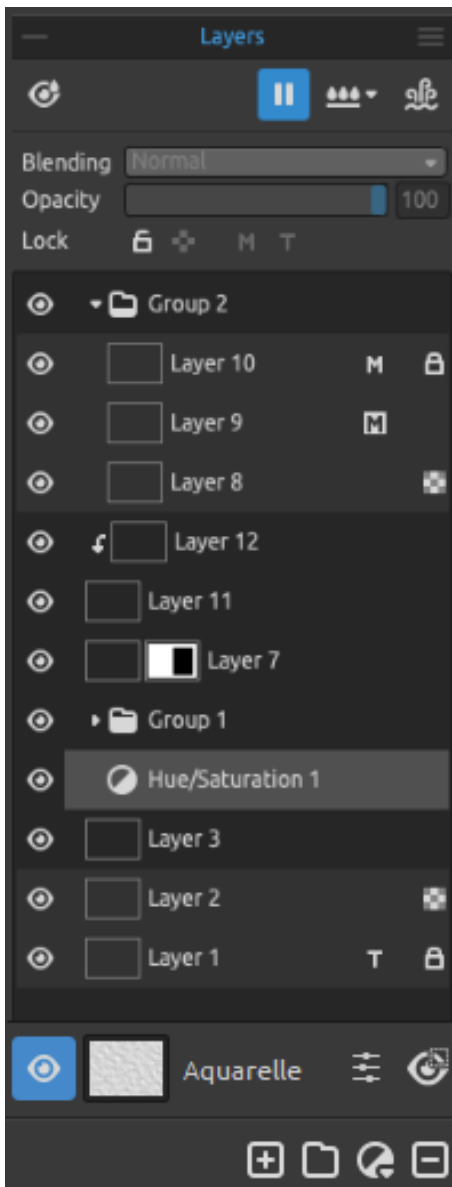 Layers
Blending Normal
Opacity 100
Lock M T
Group 2
Layer 10 M
Layer 9 M
Layer 8
Layer 12
Layer 11
Layer 7
Group 1
Hue/Saturation 1
Layer 3
Layer 2
Layer 1 T
Aquarelle